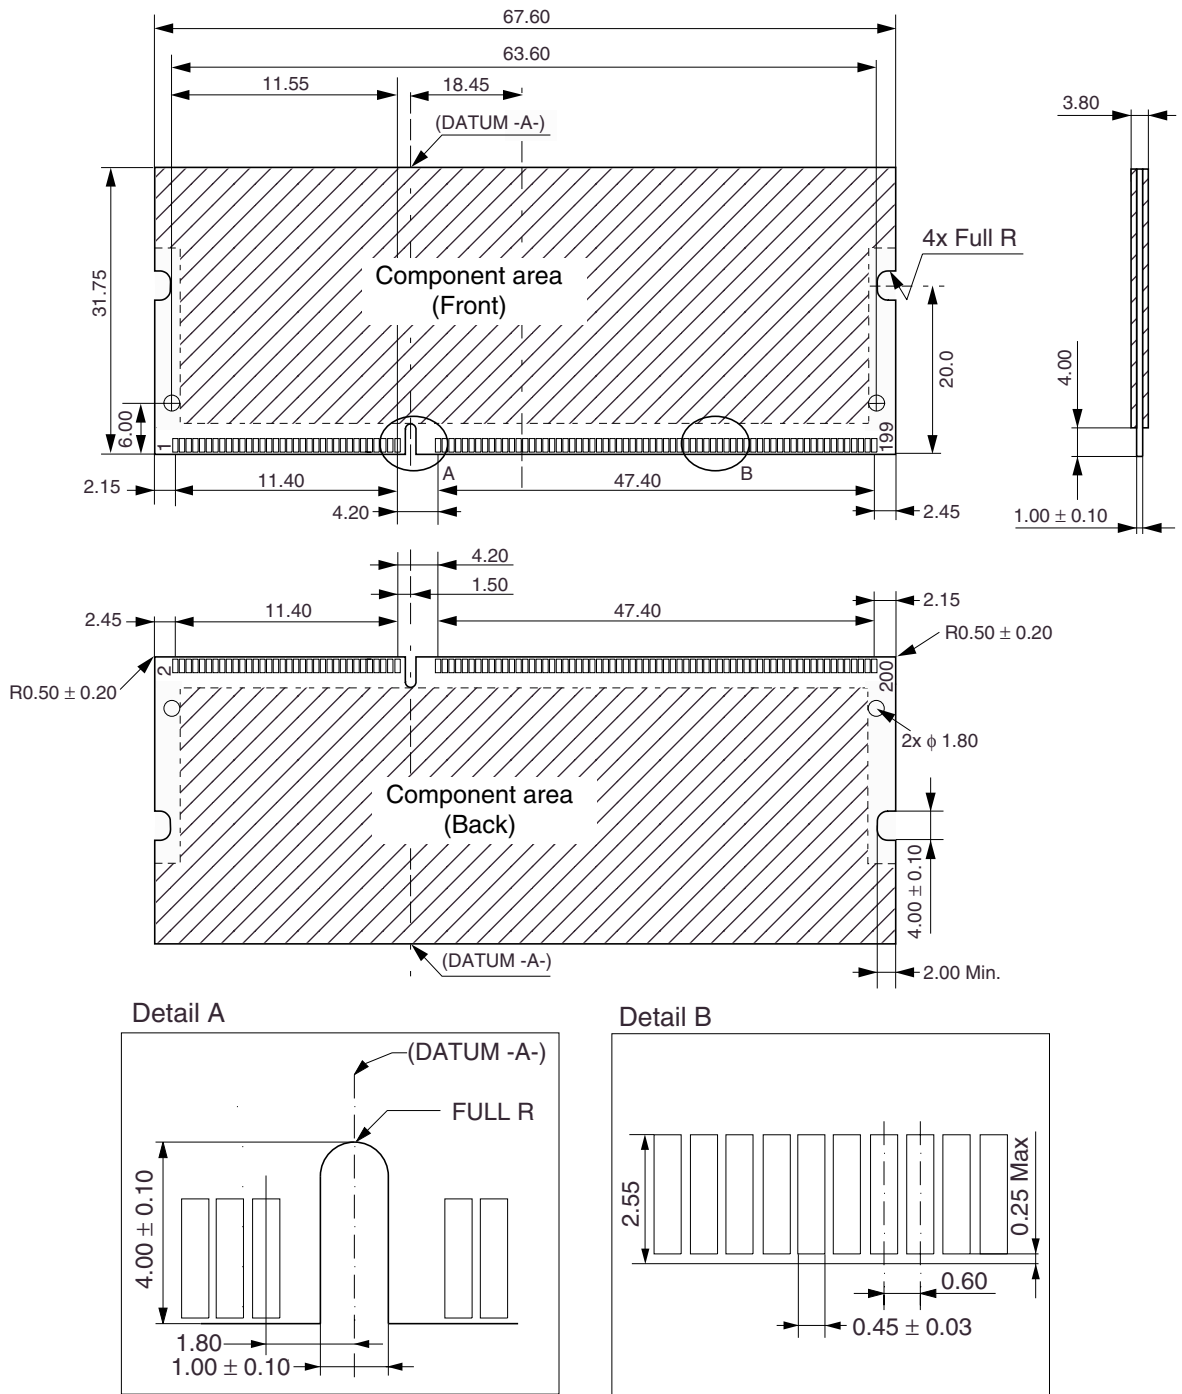 67.60
63.60
11.55
18.45
(DATUM -A-)
3.80
4x Full R
Component area
(Front)
31.75
20.0
4.00
6.00
1
199
A
B
2.15
11.40
47.40
2.45
4.20
1.00 ± 0.10
4.20
1.50
2.45
11.40
47.40
2.15
R0.50 ± 0.20
R0.50 ± 0.20
2
200
2x ϕ 1.80
Component area
(Back)
4.00 ± 0.10
(DATUM -A-)
2.00 Min.
Detail A
(DATUM -A-)
FULL R
4.00 ± 0.10
1.80
1.00 ± 0.10
Detail B
2.55
0.25 Max
0.60
0.45 ± 0.03